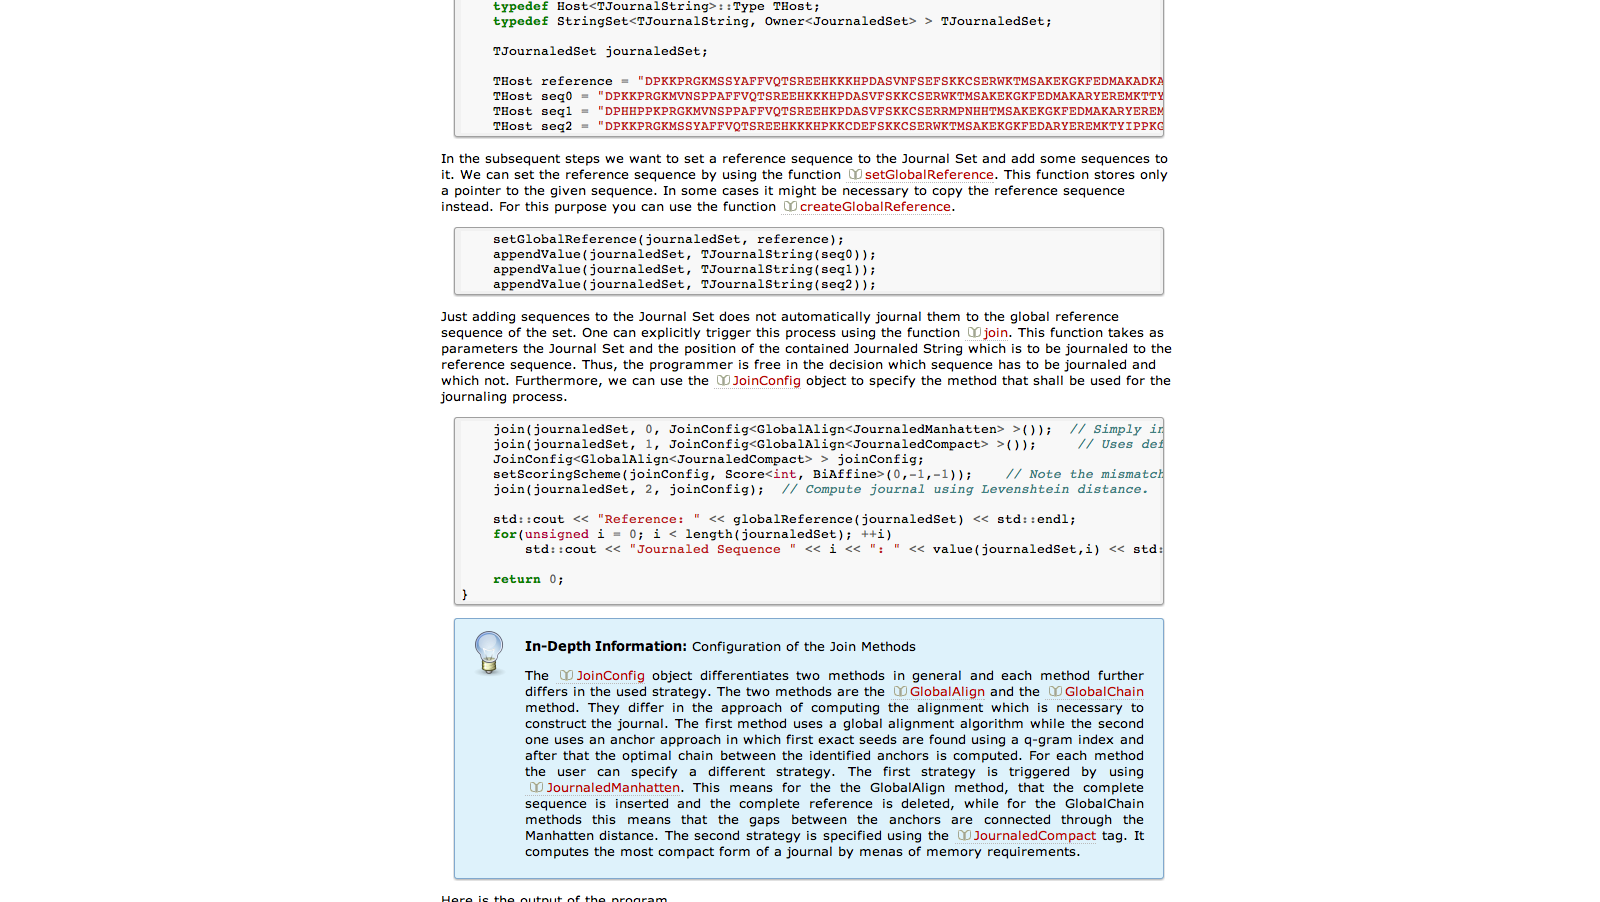 typedef Host<TJournalString>::Type THost;
typedef StringSet<TJournalString, Owner<JournaledSet> > TJournaledSet;
TJournaledSet journaledSet;
THost reference = "DPKKPRGKMSSYAFFVQTSREEHKKKHPDASVNFSEFSKKCSERWKTMSAKEKGKFEDMAKADKA
THost seq0 = "DPKKPRGKMVNSPPAFFVQTSREEHKKKHPDASVFSKKCSERWKTMSAKEKGKFEDMAKARYEREMKTTY
THost seq1 = "DPHHPPKPRGKMVNSPPAFFVQTSREEHKPDASVFSKKCSERRMPNHHTMSAKEKGKFEDMAKARYEREM
THost seq2 = "DPKKPRGKMSSYAFFVQTSREEHKKKHPKKCDEFSKKCSERWKTMSAKEKGKFEDARYEREMKTYIPPKG
In the subsequent steps we want to set a reference sequence to the Journal Set and add some sequences to
it. We can set the reference sequence by using the function setGlobalReference. This function stores only
a pointer to the given sequence. In some cases it might be necessary to copy the reference sequence
instead. For this purpose you can use the function createGlobalReference.
setGlobalReference(journaledSet, reference);
appendValue(journaledSet, TJournalString(seq0));
appendValue(journaledSet, TJournalString(seq1));
appendValue(journaledSet, TJournalString(seq2));
Just adding sequences to the Journal Set does not automatically journal them to the global reference
sequence of the set. One can explicitly trigger this process using the function join. This function takes as
parameters the Journal Set and the position of the contained Journaled String which is to be journaled to the
reference sequence. Thus, the programmer is free in the decision which sequence has to be journaled and
which not. Furthermore, we can use the JoinConfig object to specify the method that shall be used for the
journaling process.
join(journaledSet, 0, JoinConfig<GlobalAlign<JournaledManhatten> >());  // Simply in
join(journaledSet, 1, JoinConfig<GlobalAlign<JournaledCompact> >());     // Uses def
JoinConfig<GlobalAlign<JournaledCompact> > joinConfig;
setScoringScheme(joinConfig, Score<int, BiAffine>(0,-1,-1));    // Note the mismatch
join(journaledSet, 2, joinConfig);  // Compute journal using Levenshtein distance.
std::cout << "Reference: " << globalReference(journaledSet) << std::endl;
for(unsigned i = 0; i < length(journaledSet); ++i)
std::cout << "Journaled Sequence " << i << ": " << value(journaledSet,i) << std:
return 0;
}
In-Depth Information: Configuration of the Join Methods
The JoinConfig object differentiates two methods in general and each method further
differs in the used strategy. The two methods are the GlobalAlign and the GlobalChain
method. They differ in the approach of computing the alignment which is necessary to
construct the journal. The first method uses a global alignment algorithm while the second
one uses an anchor approach in which first exact seeds are found using a q-gram index and
after that the optimal chain between the identified anchors is computed. For each method
the user can specify a different strategy. The first strategy is triggered by using
JournaledManhatten. This means for the the GlobalAlign method, that the complete
sequence is inserted and the complete reference is deleted, while for the GlobalChain
methods this means that the gaps between the anchors are connected through the
Manhatten distance. The second strategy is specified using the JournaledCompact tag. It
computes the most compact form of a journal by menas of memory requirements.
Here is the output of the program.